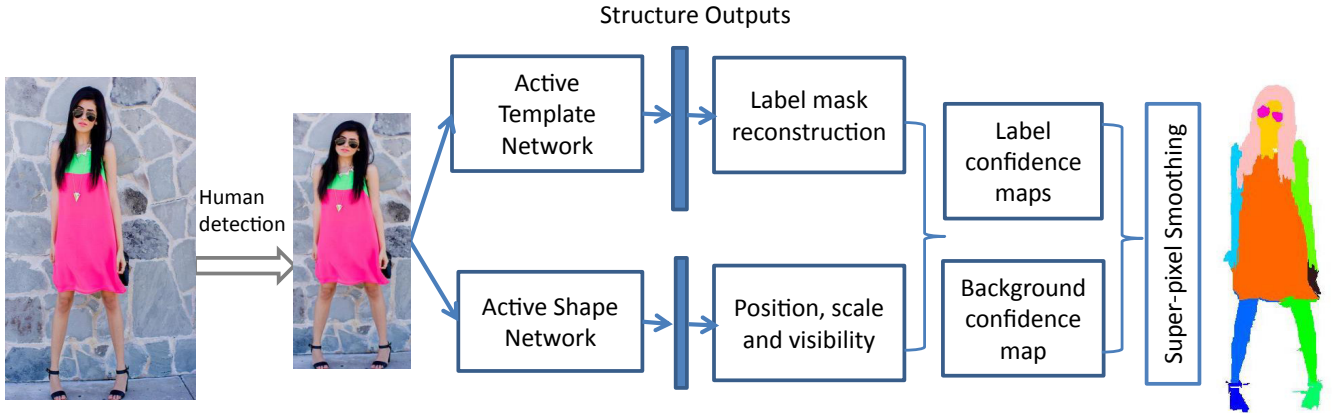 Structure Outputs
Human
detection
Active
Template
Network
Label mask
reconstruction
Active Shape
Network
Position, scale
and visibility
Label
confidence
maps
Background
confidence
map
Super-pixel Smoothing